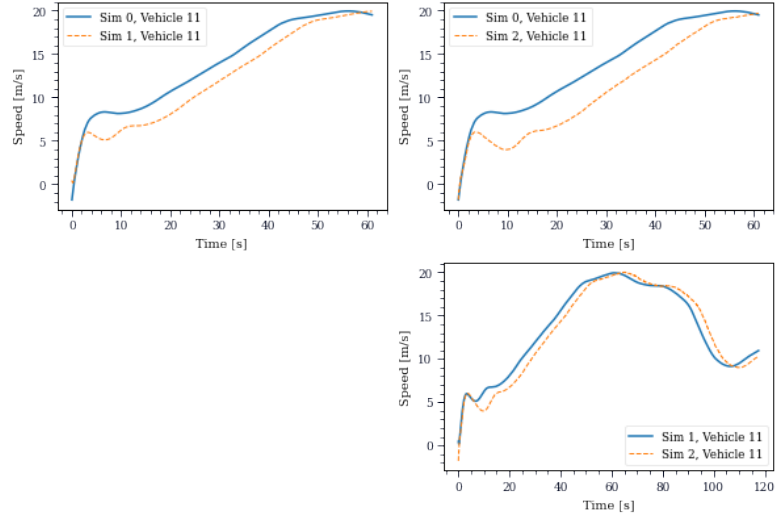 20
15
10
5
0
Speed [m/s]
Sim 0, Vehicle 11
Sim 1, Vehicle 11
0 10 20 30 40 50 60
Time [s]
20
15
10
5
0
Speed [m/s]
Sim 0, Vehicle 11
Sim 2, Vehicle 11
0 10 20 30 40 50 60
Time [s]
20
15
10
5
0
Speed [m/s]
Sim 1, Vehicle 11
Sim 2, Vehicle 11
0 20 40 60 80 100 120
Time [s]